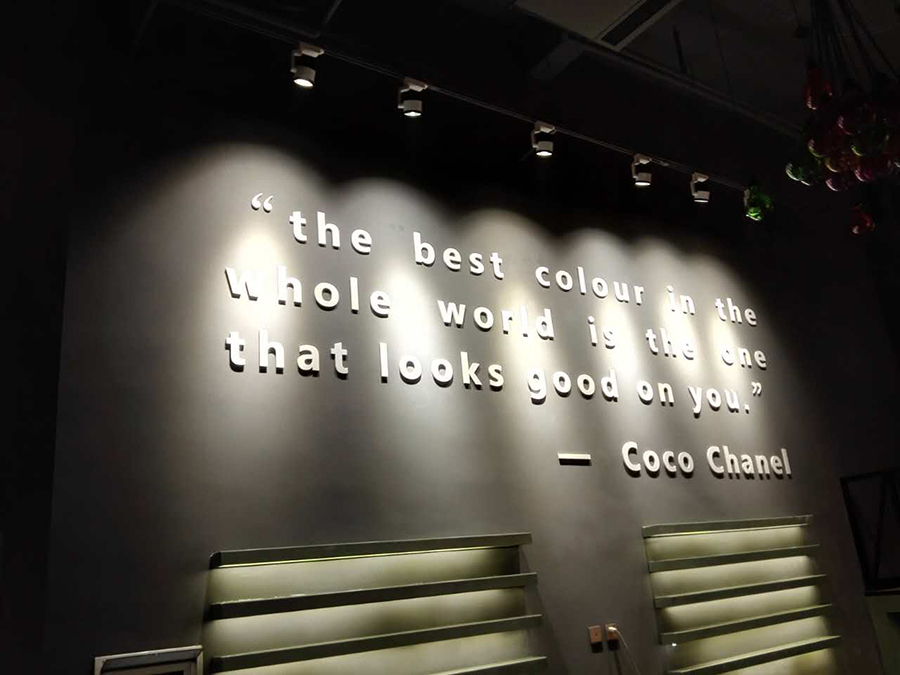 “the best colour in the
whole world is the one
that looks good on you.”
— Coco Chanel